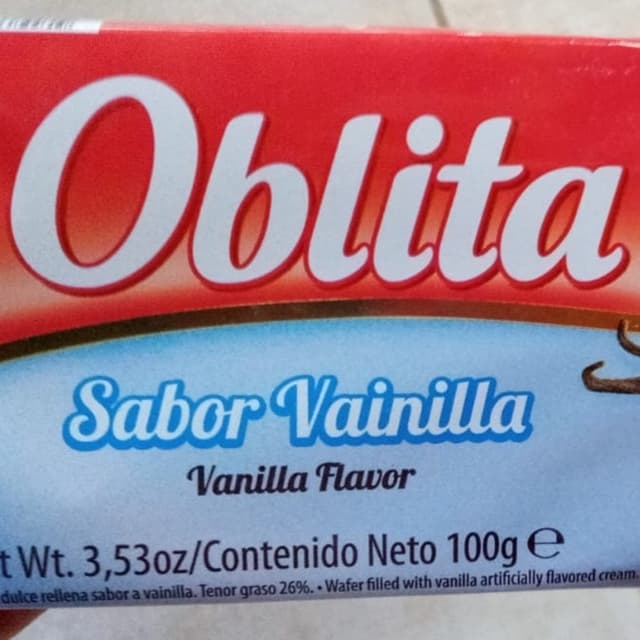 Oblita
Sabor Vainilla
Vanilla Flavor
t Wt. 3,53oz/Contenido Neto 100g ℮
dulce rellena sabor a vainilla. Tenor graso 26%. • Wafer filled with vanilla artificially flavored cream.